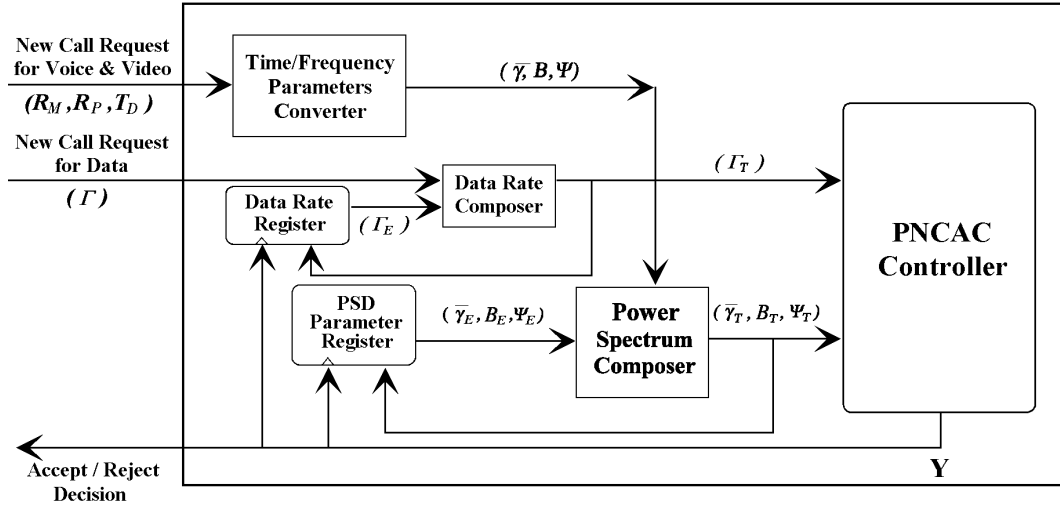 New Call Request
for Voice & Video
(R_M , R_P , T_D )
New Call Request
for Data
(Γ)
Time/Frequency
Parameters
Converter
(γ̅, B, Ψ)
Data Rate
Register
(Γ_E )
Data Rate
Composer
(Γ_T )
PSD
Parameter
Register
(γ̅_E , B_E , Ψ_E)
Power
Spectrum
Composer
(γ̅_T , B_T , Ψ_T)
PNCAC
Controller
Y
Accept / Reject
Decision